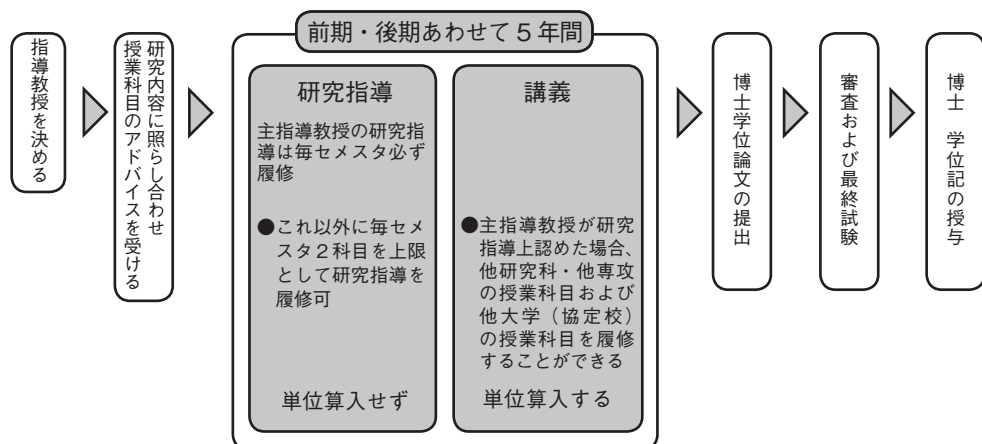 指導教授を決める
研究内容に照らし合わせ
授業科目のアドバイスを受ける
前期・後期あわせて5年間
研究指導
主指導教授の研究指
導は毎セメスタ必ず
履修
●これ以外に毎セメ
スタ2科目を上限
として研究指導を
履修可
単位算入せず
講義
●主指導教授が研究
指導上認めた場合、
他研究科・他専攻
の授業科目および
他大学（協定校）
の授業科目を履修
することができる
単位算入する
博士学位論文の提出
審査および最終試験
博士 学位記の授与